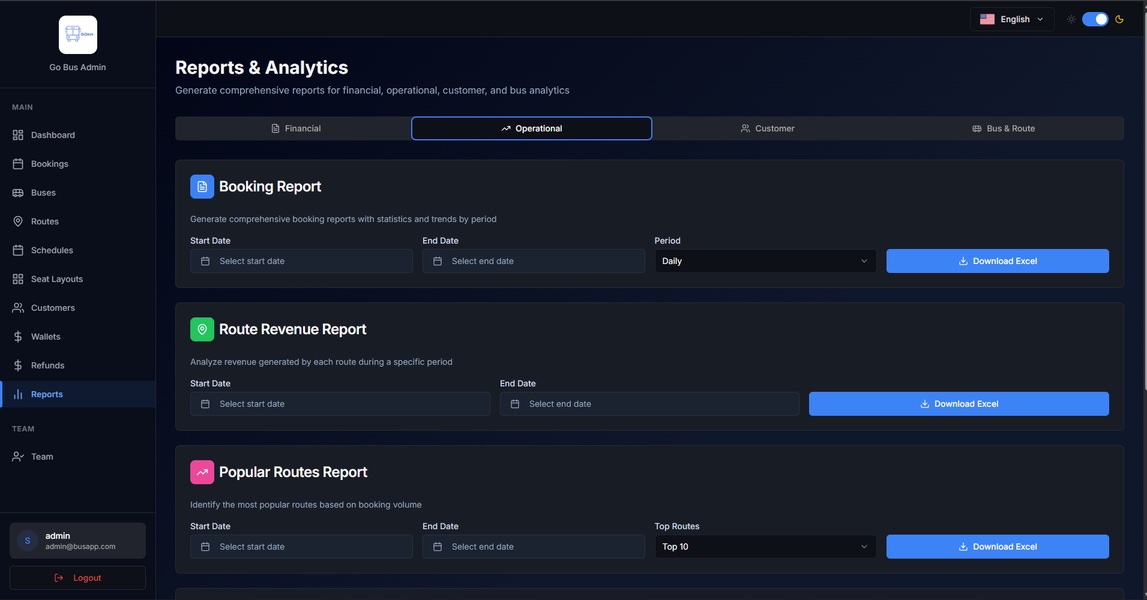 Go Bus Admin
MAIN
Dashboard
Bookings
Buses
Routes
Schedules
Seat Layouts
Customers
Wallets
Refunds
Reports
TEAM
Team
S
admin
admin@busapp.com
Logout
English
Reports & Analytics
Generate comprehensive reports for financial, operational, customer, and bus analytics
Financial
Operational
Customer
Bus & Route
Booking Report
Generate comprehensive booking reports with statistics and trends by period
Start Date
End Date
Period
Select start date
Select end date
Daily
Download Excel
Route Revenue Report
Analyze revenue generated by each route during a specific period
Start Date
End Date
Select start date
Select end date
Download Excel
Popular Routes Report
Identify the most popular routes based on booking volume
Start Date
End Date
Top Routes
Select start date
Select end date
Top 10
Download Excel